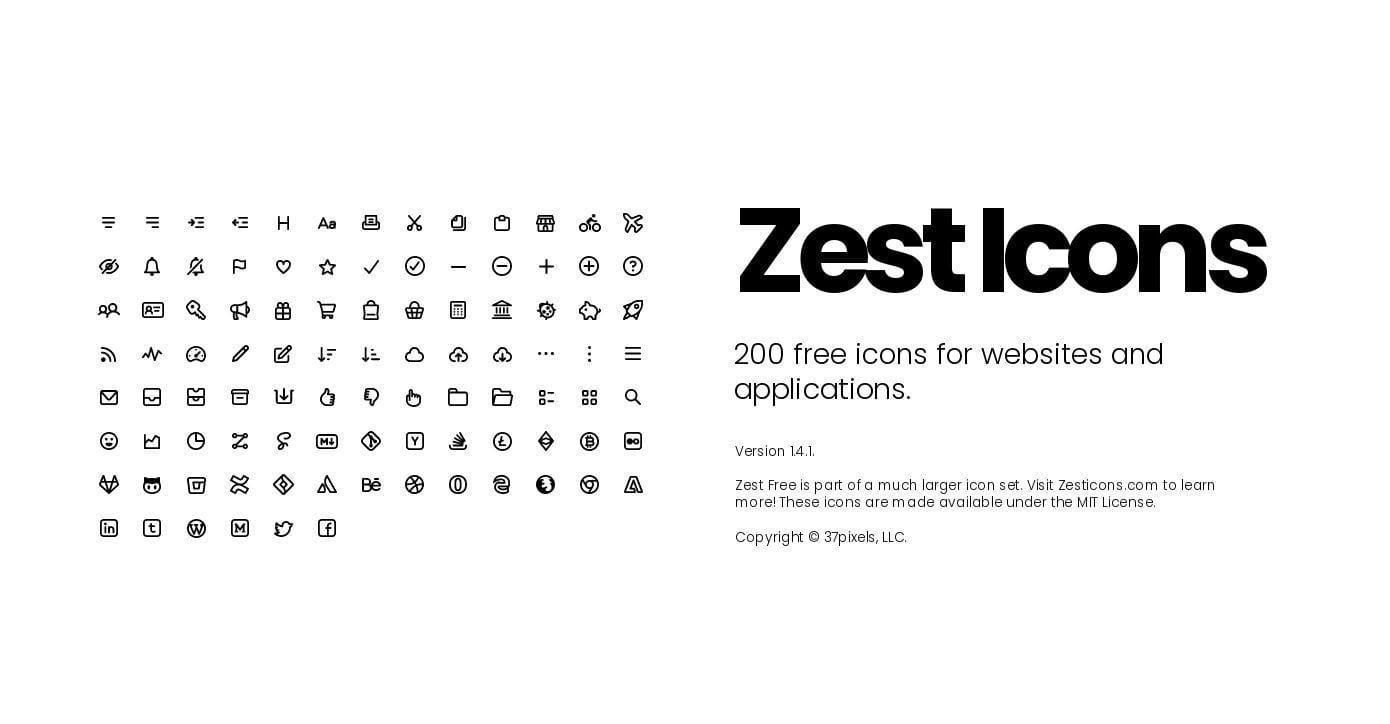 Zest Icons
200 free icons for websites and
applications.
Version 1.4.1.
Zest Free is part of a much larger icon set. Visit Zesticons.com to learn
more! These icons are made available under the MIT License.
Copyright © 37pixels, LLC.